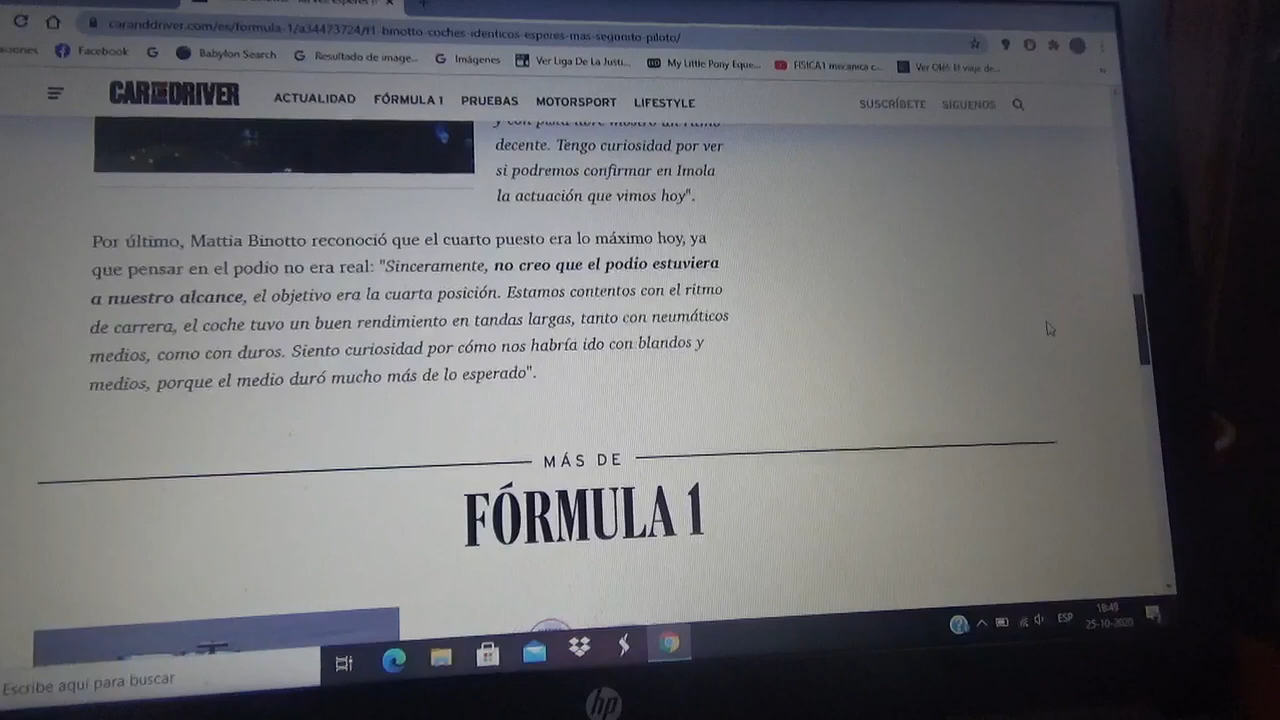 caranddriver.com/es/formula-1/a34473724/f1-binotto-coches-identicos-esperes-mas-segundo-piloto/
Facebook
Babylon Search
Resultado de image...
Imágenes
Ver Liga De La Justi...
My Little Pony Eque...
FISICA1 mecanica c...
Ver Olé! El viaje de...
CAR AND DRIVER
ACTUALIDAD FÓRMULA 1 PRUEBAS MOTORSPORT LIFESTYLE
SUSCRÍBETE SÍGUENOS
decente. Tengo curiosidad por ver
si podremos confirmar en Imola
la actuación que vimos hoy".
Por último, Mattia Binotto reconoció que el cuarto puesto era lo máximo hoy, ya
que pensar en el podio no era real: "Sinceramente, no creo que el podio estuviera
a nuestro alcance, el objetivo era la cuarta posición. Estamos contentos con el ritmo
de carrera, el coche tuvo un buen rendimiento en tandas largas, tanto con neumáticos
medios, como con duros. Siento curiosidad por cómo nos habría ido con blandos y
medios, porque el medio duró mucho más de lo esperado".
MÁS DE
FÓRMULA 1
Escribe aquí para buscar
ESP
18:49
25-10-2020
hp